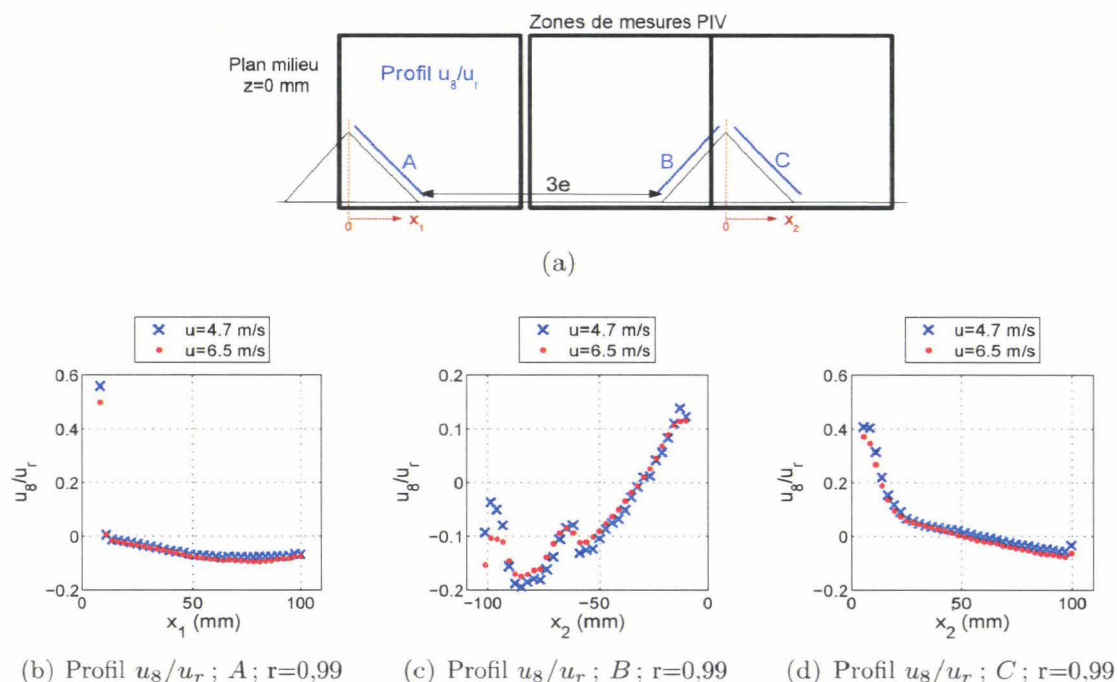 Zones de mesures PIV
Plan milieu
z=0 mm
Profil u8/ur
A
B
C
3e
0
x1
0
x2
(a)
u=4.7 m/s
u=6.5 m/s
u=4.7 m/s
u=6.5 m/s
u=4.7 m/s
u=6.5 m/s
0.6
0.4
0.2
0
−0.2
u8/ur
0
50
100
x1 (mm)
0.2
0.1
0
−0.1
−0.2
u8/ur
−100
−50
0
x2 (mm)
0.6
0.4
0.2
0
−0.2
u8/ur
0
50
100
x2 (mm)
(b) Profil u8/ur ; A ; r=0,99
(c) Profil u8/ur ; B ; r=0,99
(d) Profil u8/ur ; C ; r=0,99